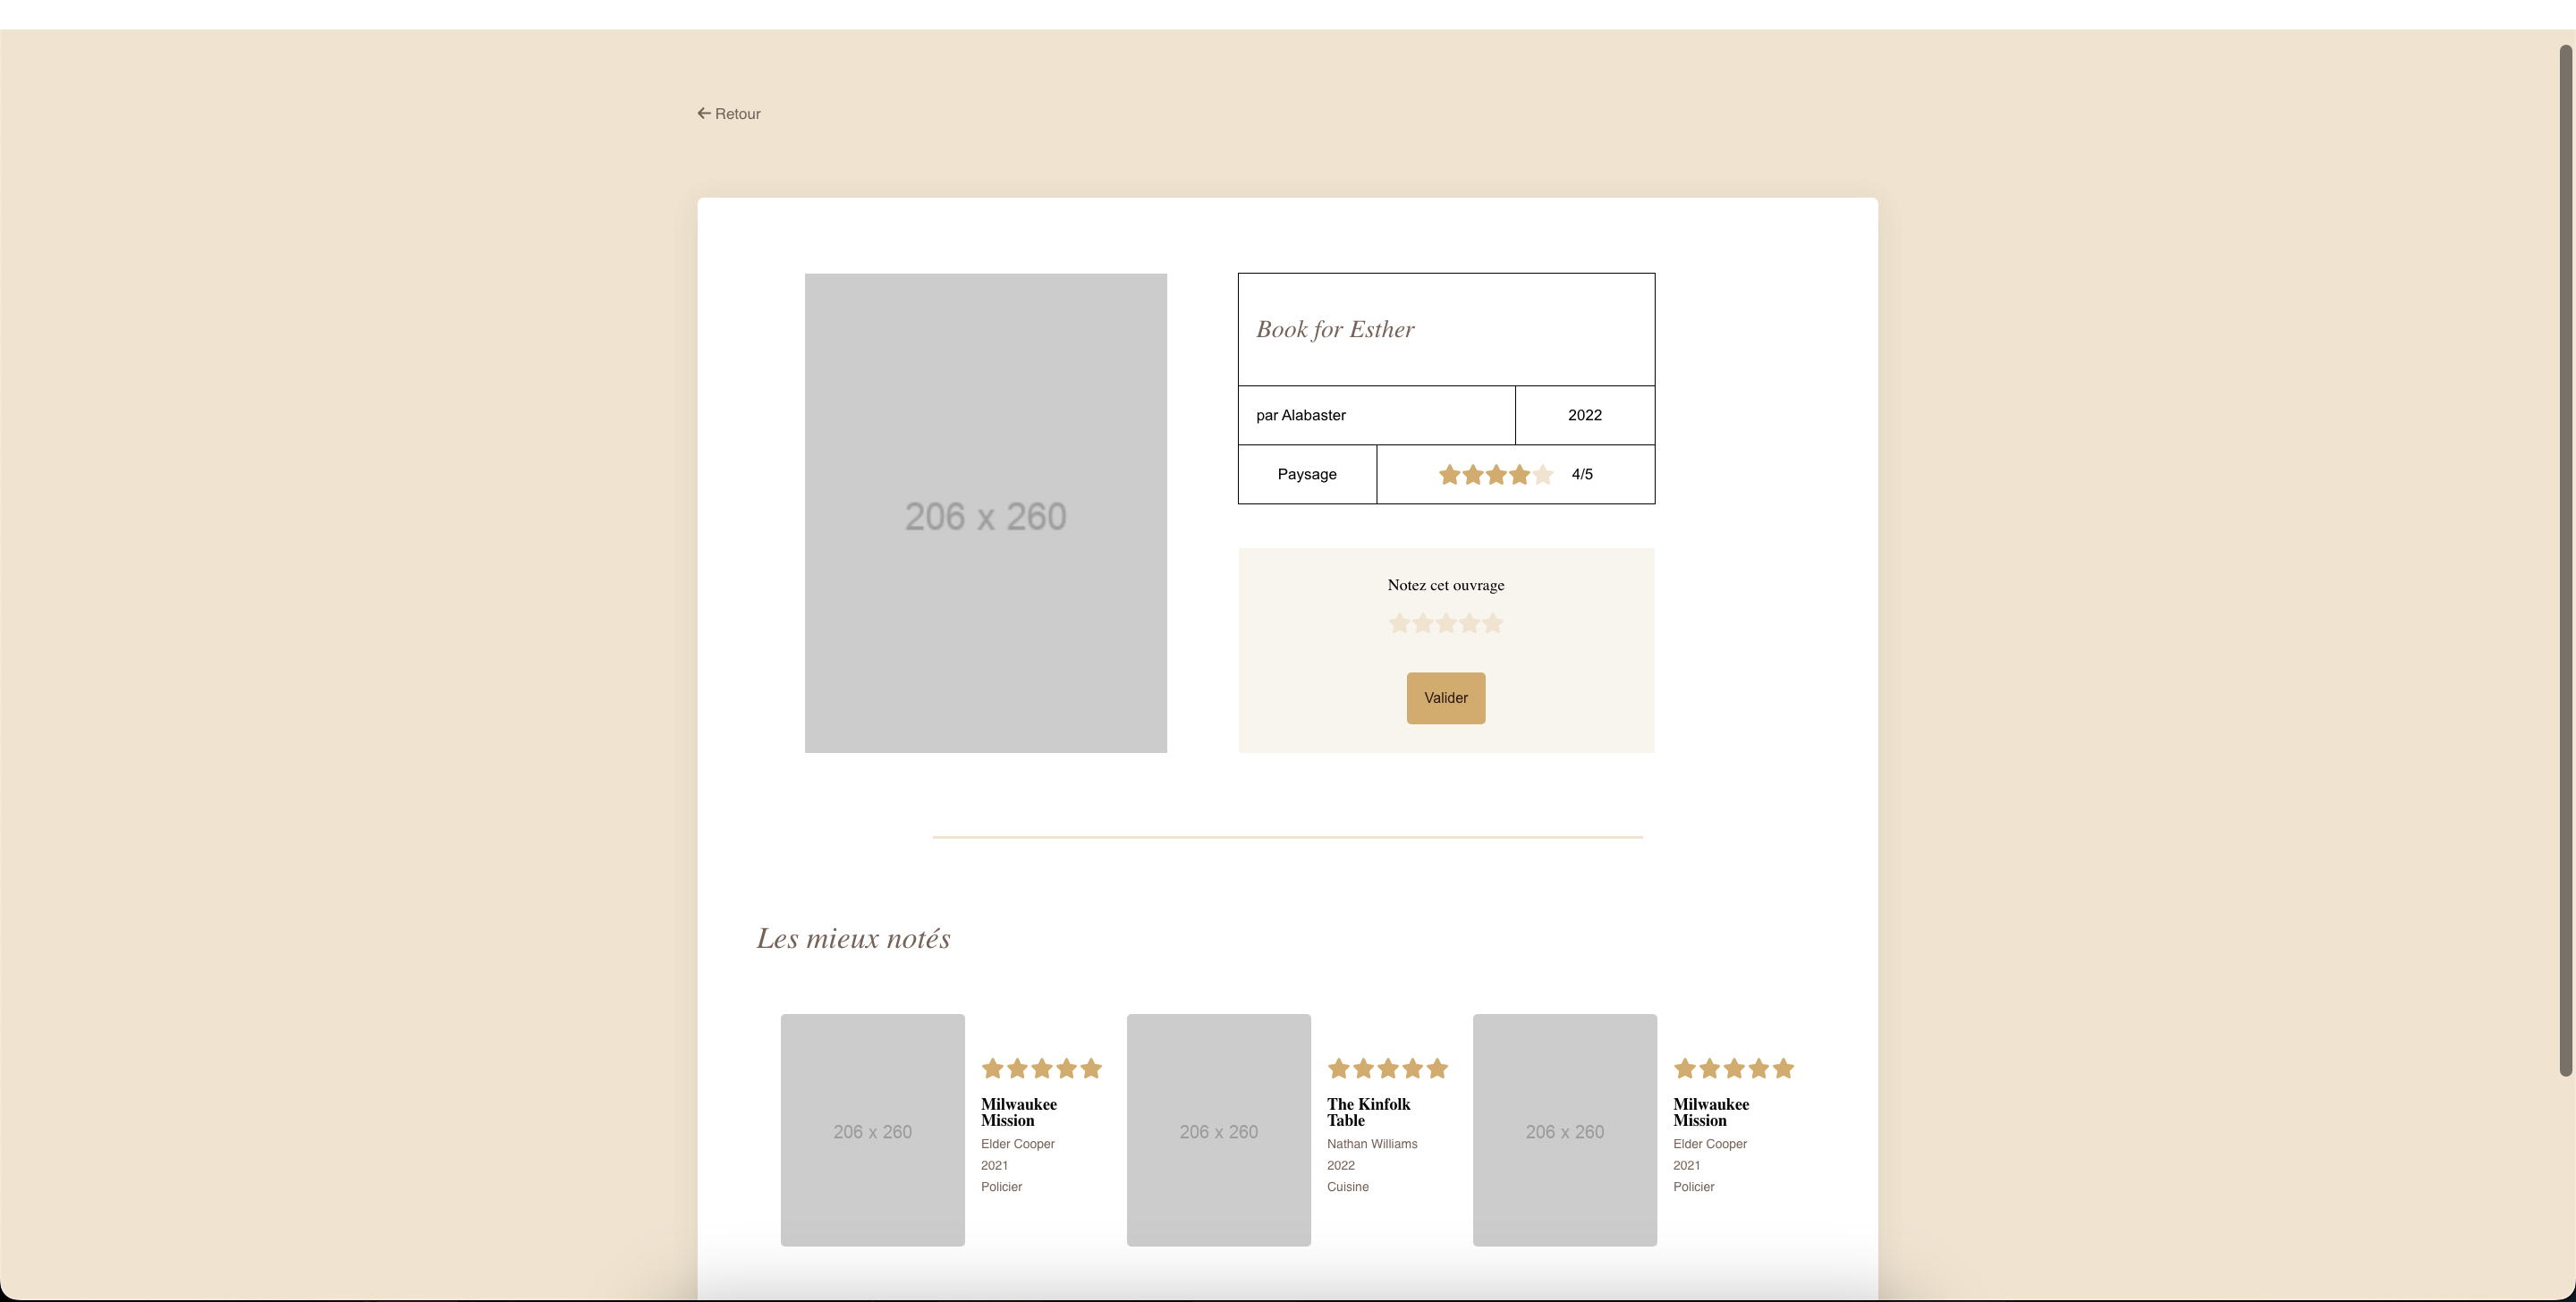 Retour
206 x 260
Book for Esther
par Alabaster
2022
Paysage
4/5
Notez cet ouvrage
Valider
Les mieux notés
206 x 260
Milwaukee
Mission
Elder Cooper
2021
Policier
206 x 260
The Kinfolk
Table
Nathan Williams
2022
Cuisine
206 x 260
Milwaukee
Mission
Elder Cooper
2021
Policier